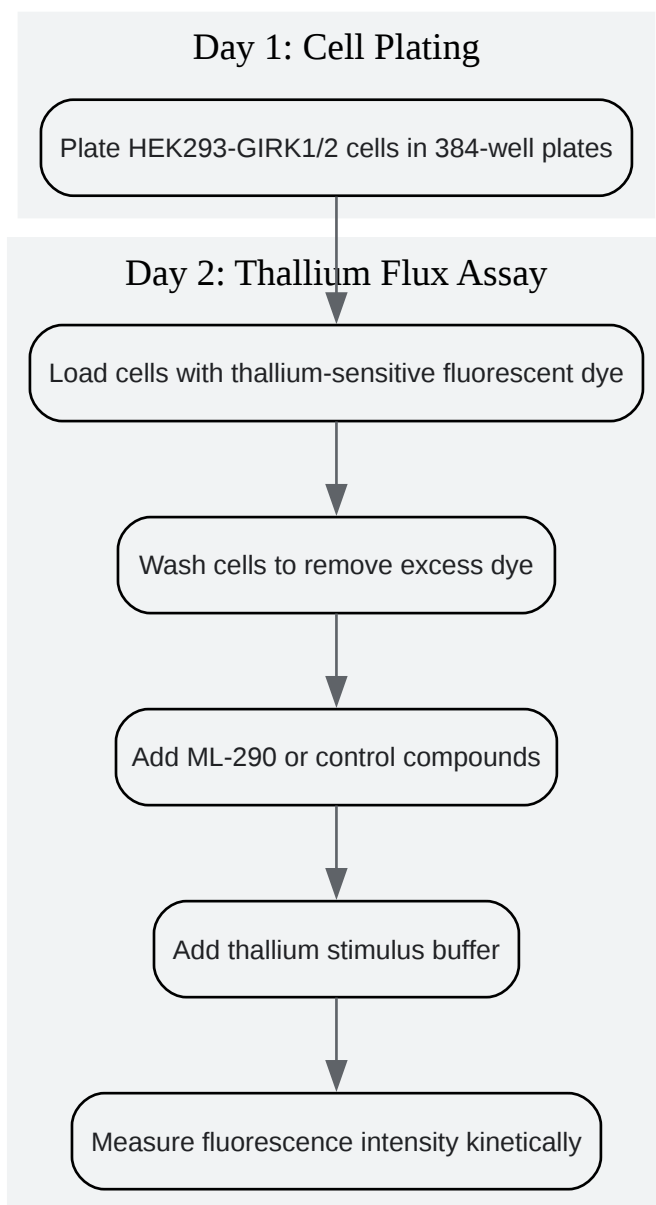 Day 1: Cell Plating
Plate HEK293-GIRK1/2 cells in 384-well plates
Day 2: Thallium Flux Assay
Load cells with thallium-sensitive fluorescent dye
Wash cells to remove excess dye
Add ML-290 or control compounds
Add thallium stimulus buffer
Measure fluorescence intensity kinetically